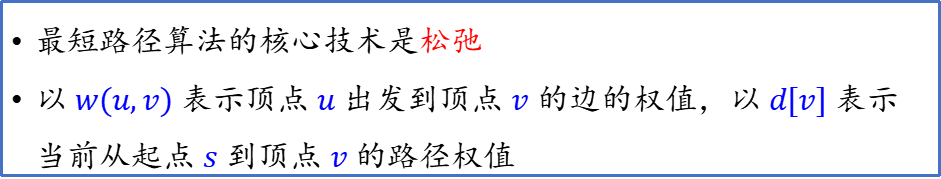 • 最短路径算法的核心技术是松弛
• 以 w(u, v) 表示顶点 u 出发到顶点 v 的边的权值，以 d[v] 表示
当前从起点 s 到顶点 v 的路径权值